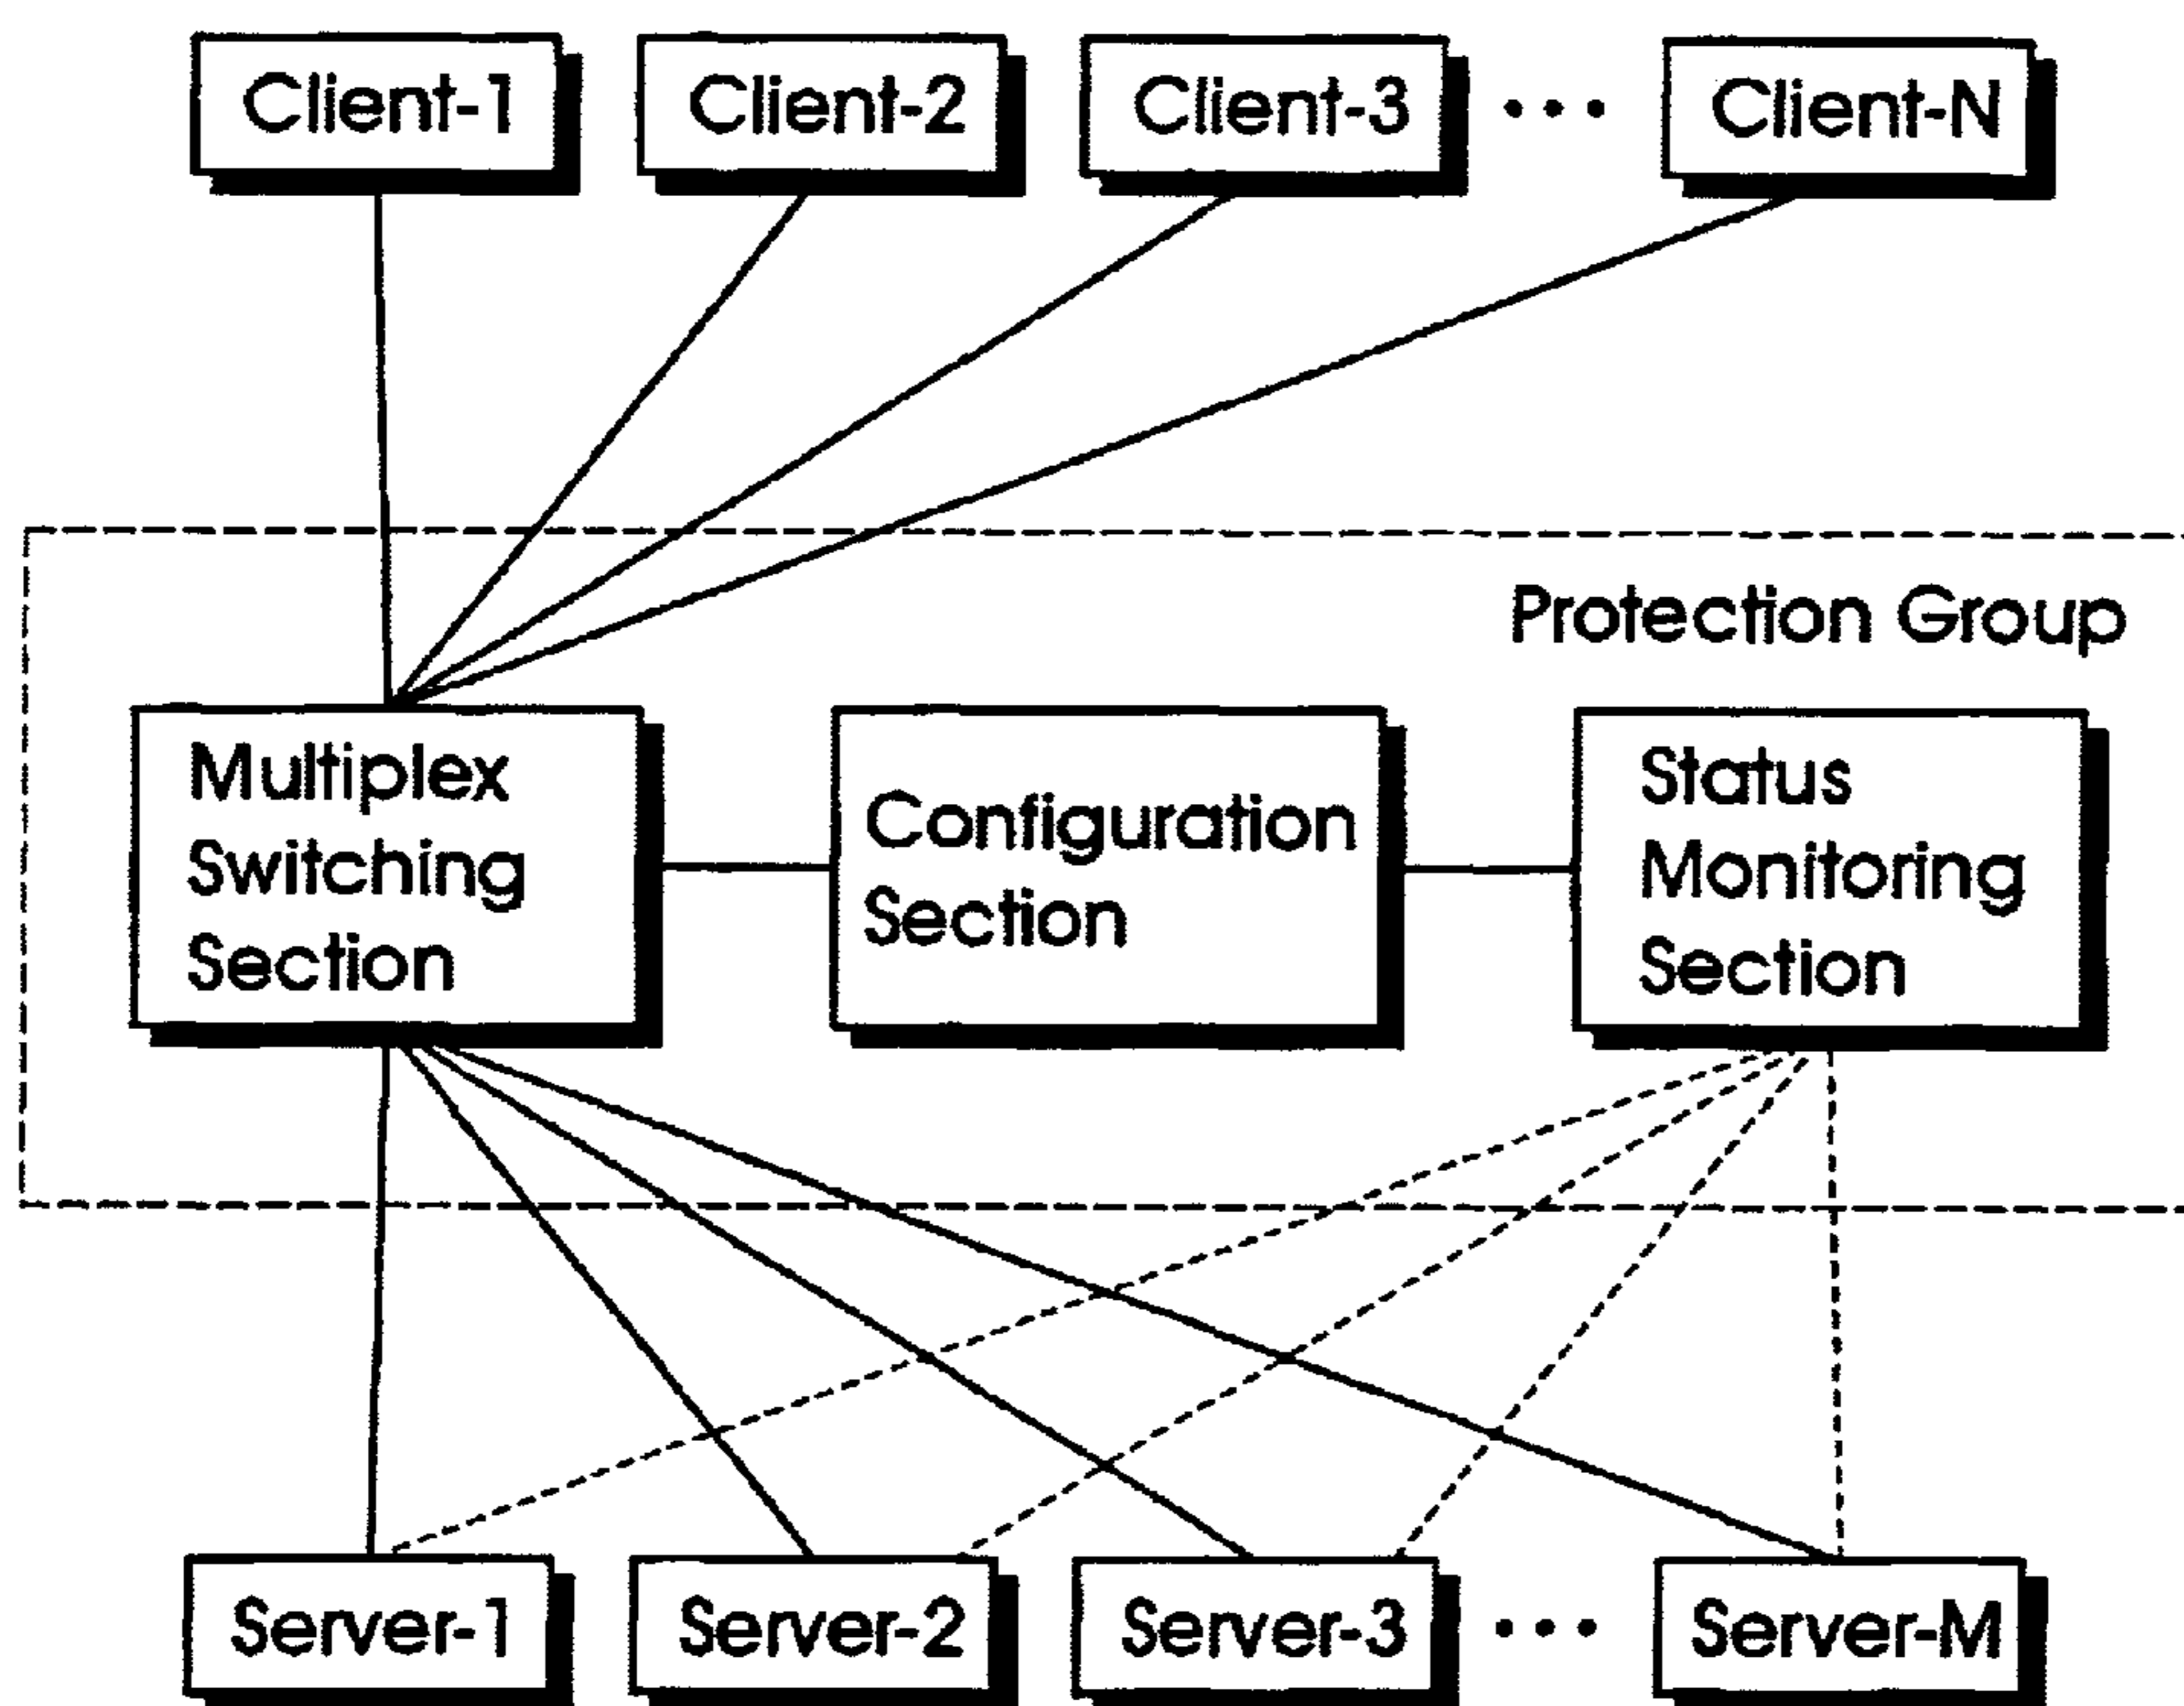 Client-1
Client-2
Client-3
• • •
Client-N
Protection Group
Multiplex
Switching
Section
Configuration
Section
Status
Monitoring
Section
Server-1
Server-2
Server-3
• • •
Server-M